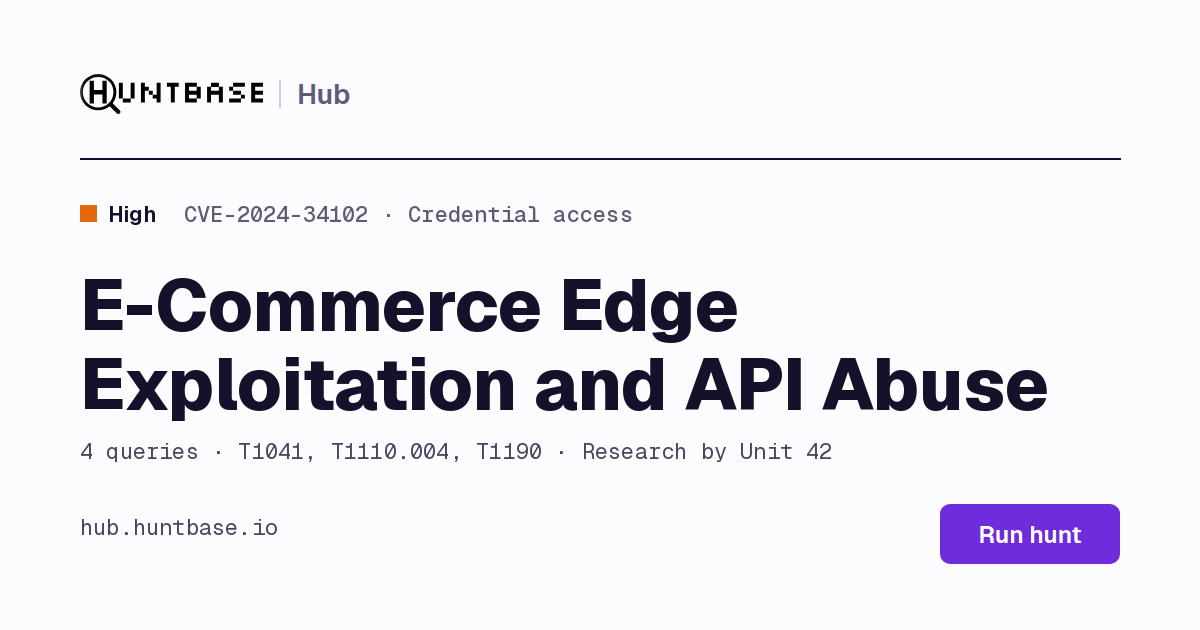 HUNTBASE | Hub
High CVE-2024-34102 · Credential access
E-Commerce Edge
Exploitation and API Abuse
4 queries · T1041, T1110.004, T1190 · Research by Unit 42
hub.huntbase.io
Run hunt